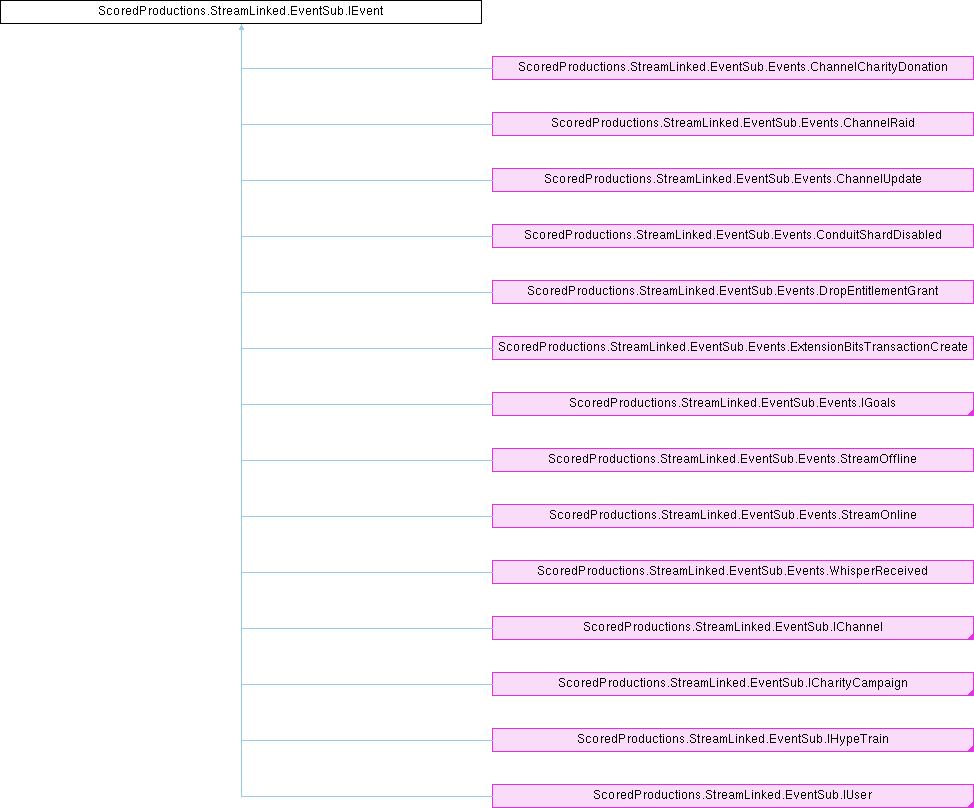 ScoredProductions.StreamLinked.EventSub.IEvent
ScoredProductions.StreamLinked.EventSub.Events.ChannelCharityDonation
ScoredProductions.StreamLinked.EventSub.Events.ChannelRaid
ScoredProductions.StreamLinked.EventSub.Events.ChannelUpdate
ScoredProductions.StreamLinked.EventSub.Events.ConduitShardDisabled
ScoredProductions.StreamLinked.EventSub.Events.DropEntitlementGrant
ScoredProductions.StreamLinked.EventSub.Events.ExtensionBitsTransactionCreate
ScoredProductions.StreamLinked.EventSub.Events.IGoals
ScoredProductions.StreamLinked.EventSub.Events.StreamOffline
ScoredProductions.StreamLinked.EventSub.Events.StreamOnline
ScoredProductions.StreamLinked.EventSub.Events.WhisperReceived
ScoredProductions.StreamLinked.EventSub.IChannel
ScoredProductions.StreamLinked.EventSub.ICharityCampaign
ScoredProductions.StreamLinked.EventSub.IHypeTrain
ScoredProductions.StreamLinked.EventSub.IUser